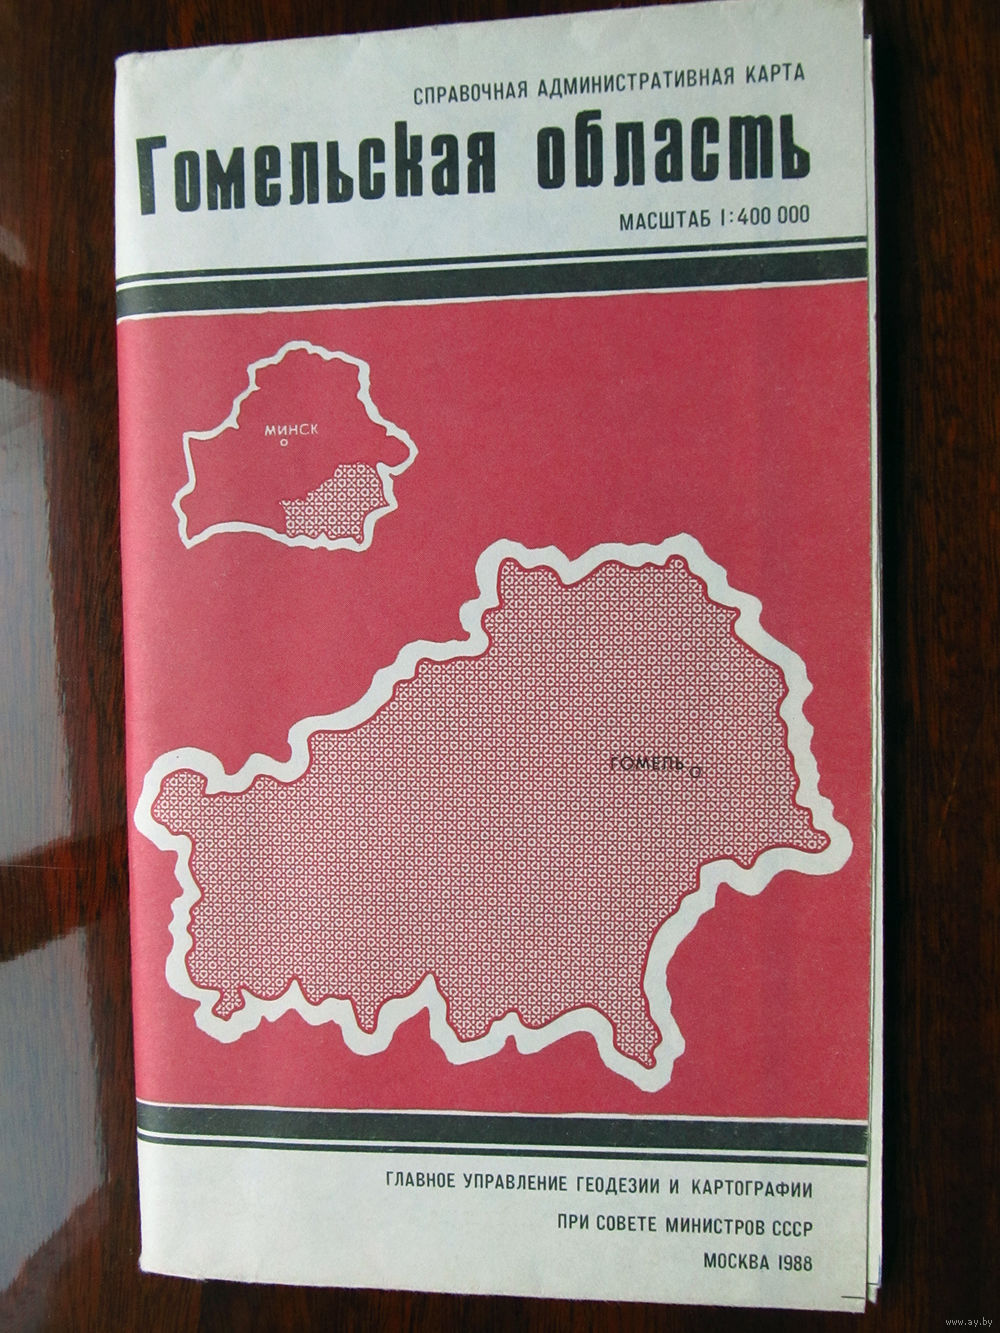 СПРАВОЧНАЯ АДМИНИСТРАТИВНАЯ КАРТА
Гомельская область
МАСШТАБ 1:400 000
МИНСК
ГОМЕЛЬ
ГЛАВНОЕ УПРАВЛЕНИЕ ГЕОДЕЗИИ И КАРТОГРАФИИ
ПРИ СОВЕТЕ МИНИСТРОВ СССР
МОСКВА 1988
www.ay.by